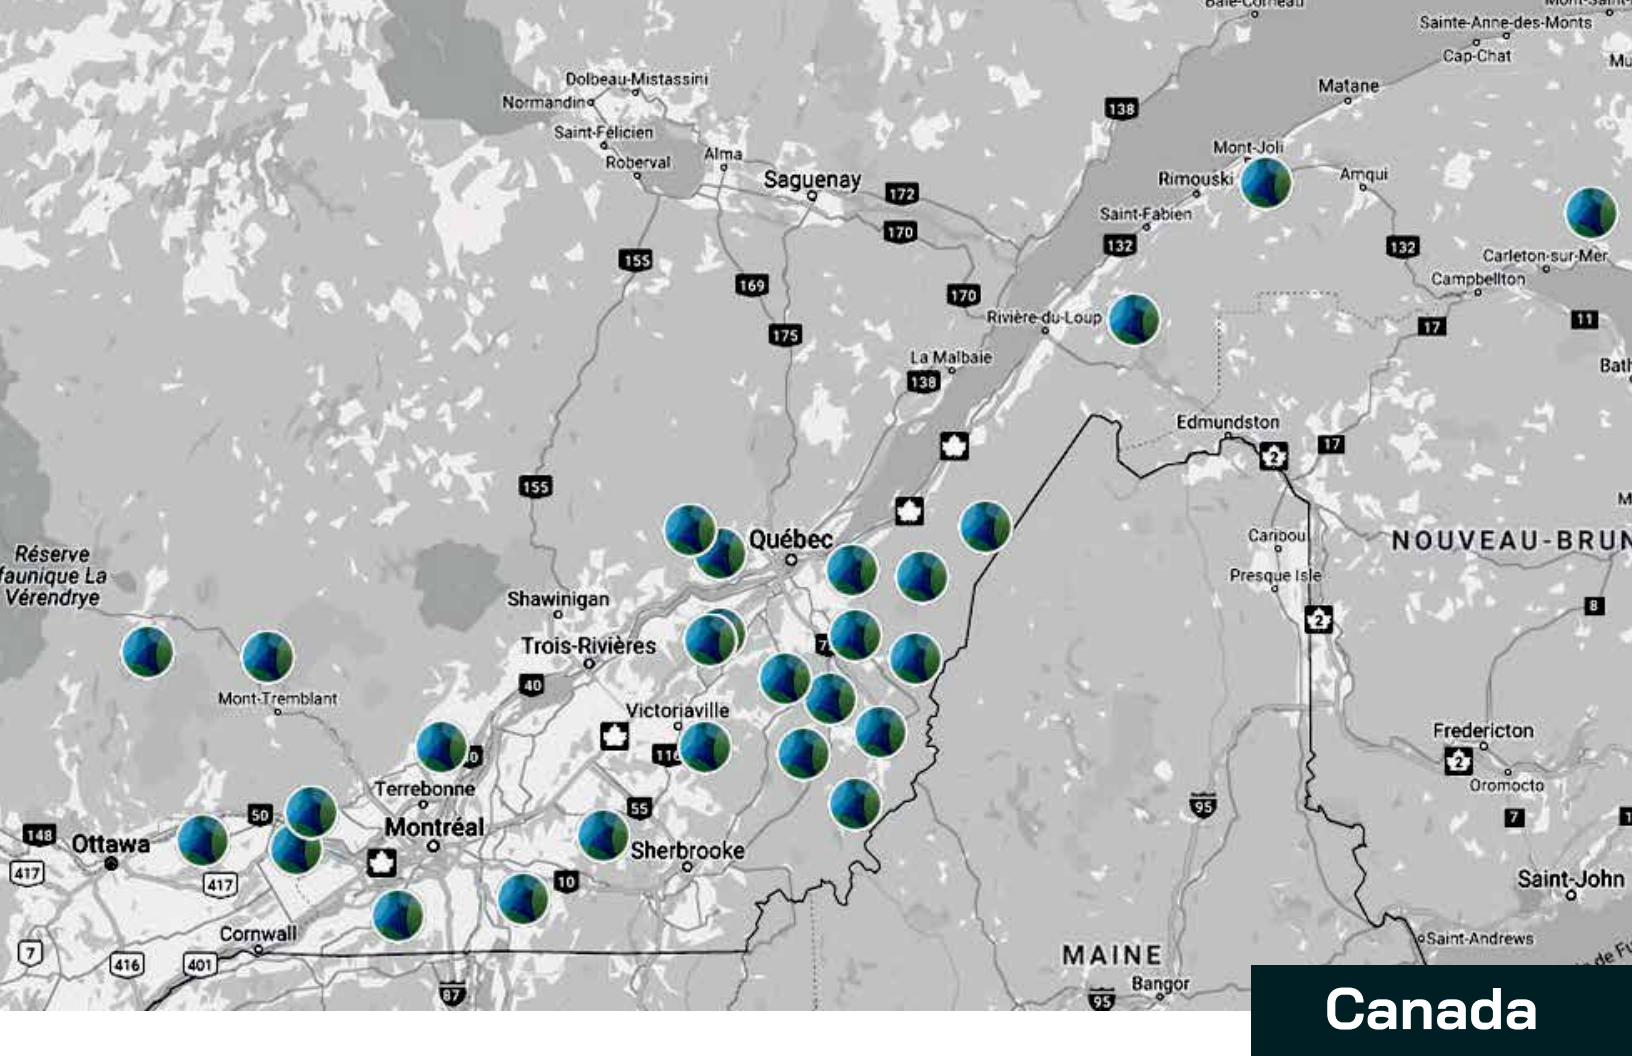 Baie-Comeau
Sainte-Anne-des-Monts
Cap-Chat
Dolbeau-Mistassini
Normandin
Matane
138
Saint-Félicien
Roberval
Alma
Mont-Joli
Saguenay
172
Rimouski
Amqui
Saint-Fabien
170
132
132
155
Carleton-sur-Mer
169
170
Campbellton
Rivière-du-Loup
17
11
175
La Malbaie
138
Edmundston
17
2
155
Québec
Caribou
NOUVEAU-BRUN
Réserve
faunique La
Vérendrye
Presque Isle
Shawinigan
8
2
Trois-Rivières
7
40
Mont-Tremblant
Victoriaville
Fredericton
116
2
Terrebonne
Oromocto
50
55
95
7
Montréal
148
Ottawa
Sherbrooke
417
417
10
Saint-John
Cornwall
Saint-Andrews
7
416
401
MAINE
de Fu
87
95
Bangor
Canada